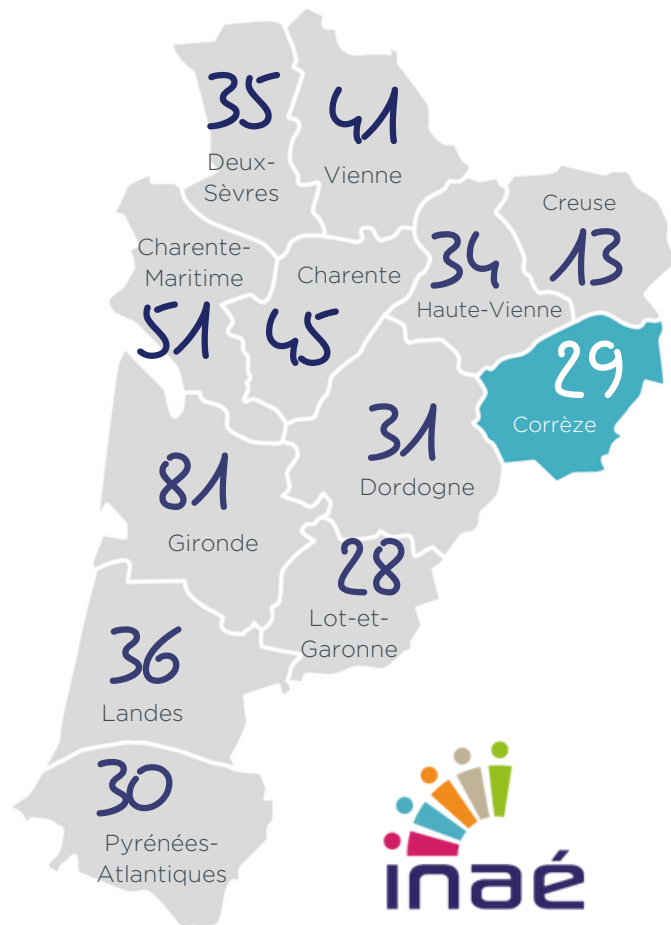 35
Deux-
Sèvres
41
Vienne
Creuse
13
Charente-
Maritime
51
Charente
45
34
Haute-Vienne
29
Corrèze
31
Dordogne
81
Gironde
28
Lot-et-
Garonne
36
Landes
30
Pyrénées-
Atlantiques
inaé